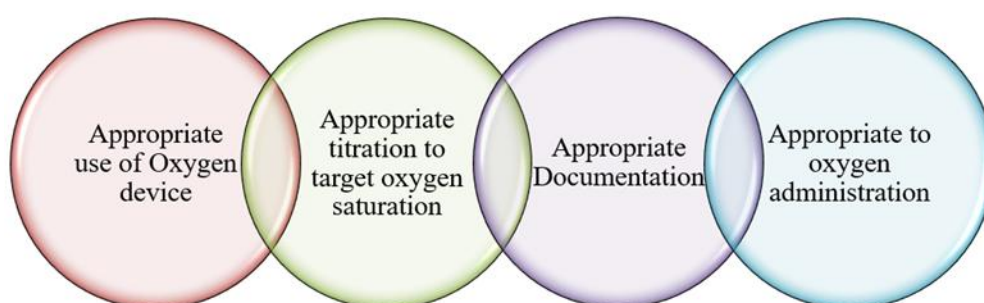 Appropriate
use of Oxygen
device
Appropriate
titration to
target oxygen
saturation
Appropriate
Documentation
Appropriate to
oxygen
administration